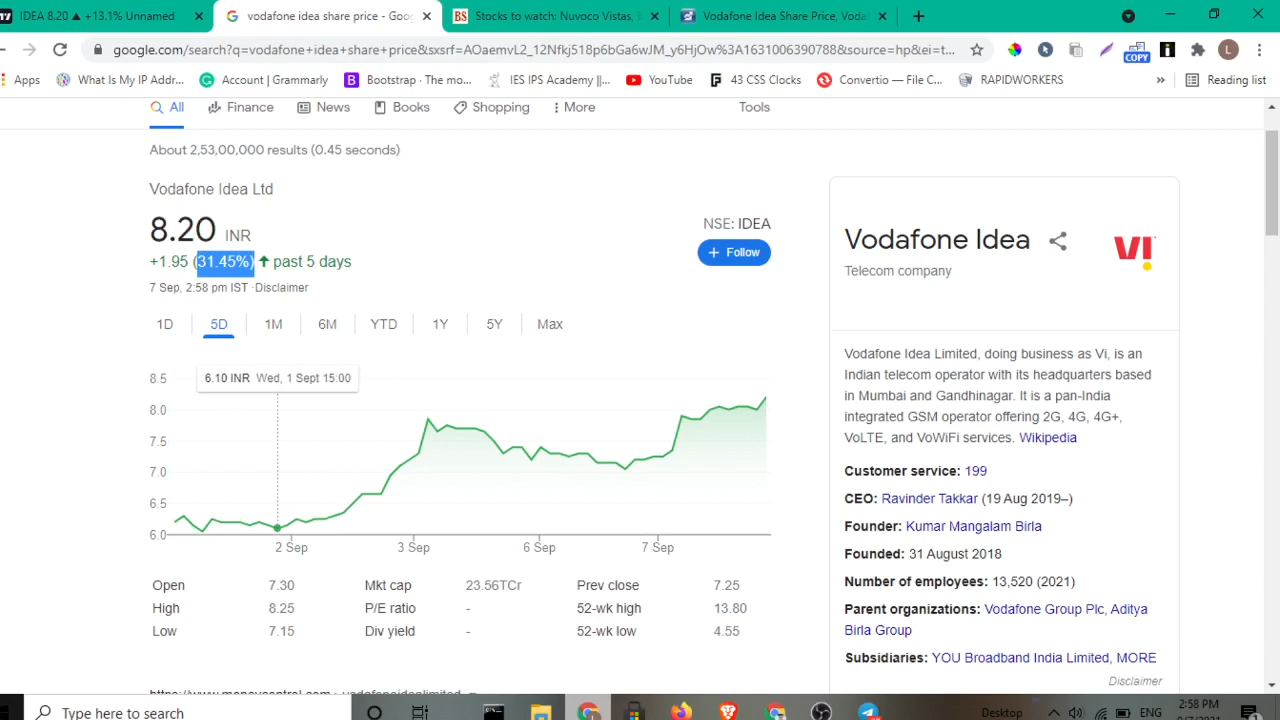 IDEA 8.20 ▲ +13.1% Unnamed
vodafone idea share price - Goo
Stocks to watch: Nuvoco Vistas, B
Vodafone Idea Share Price, Voda
google.com/search?q=vodafone+idea+share+price&sxsrf=AOaemvL2_12Nfkj518p6bGa6wJM_y6HjOw%3A1631006390788&source=hp&ei=t...
COPY
L
Apps
What Is My IP Addr...
Account | Grammarly
Bootstrap · The mo...
IES IPS Academy ||...
YouTube
43 CSS Clocks
Convertio — File C...
RAPIDWORKERS
»
Reading list
All
Finance
News
Books
Shopping
More
Tools
About 2,53,00,000 results (0.45 seconds)
Vodafone Idea Ltd
8.20 INR
NSE: IDEA
+ Follow
+1.95 (31.45%) ↑ past 5 days
7 Sep, 2:58 pm IST · Disclaimer
1D 5D 1M 6M YTD 1Y 5Y Max
6.10 INR Wed, 1 Sept 15:00
8.5
8.0
7.5
7.0
6.5
6.0
2 Sep 3 Sep 6 Sep 7 Sep
Open 7.30 Mkt cap 23.56TCr Prev close 7.25
High 8.25 P/E ratio - 52-wk high 13.80
Low 7.15 Div yield - 52-wk low 4.55
Vodafone Idea
Telecom company
VI
Vodafone Idea Limited, doing business as Vi, is an
Indian telecom operator with its headquarters based
in Mumbai and Gandhinagar. It is a pan-India
integrated GSM operator offering 2G, 4G, 4G+,
VoLTE, and VoWiFi services. Wikipedia
Customer service: 199
CEO: Ravinder Takkar (19 Aug 2019–)
Founder: Kumar Mangalam Birla
Founded: 31 August 2018
Number of employees: 13,520 (2021)
Parent organizations: Vodafone Group Plc, Aditya
Birla Group
Subsidiaries: YOU Broadband India Limited, MORE
Disclaimer
Type here to search
Desktop
ENG
2:58 PM